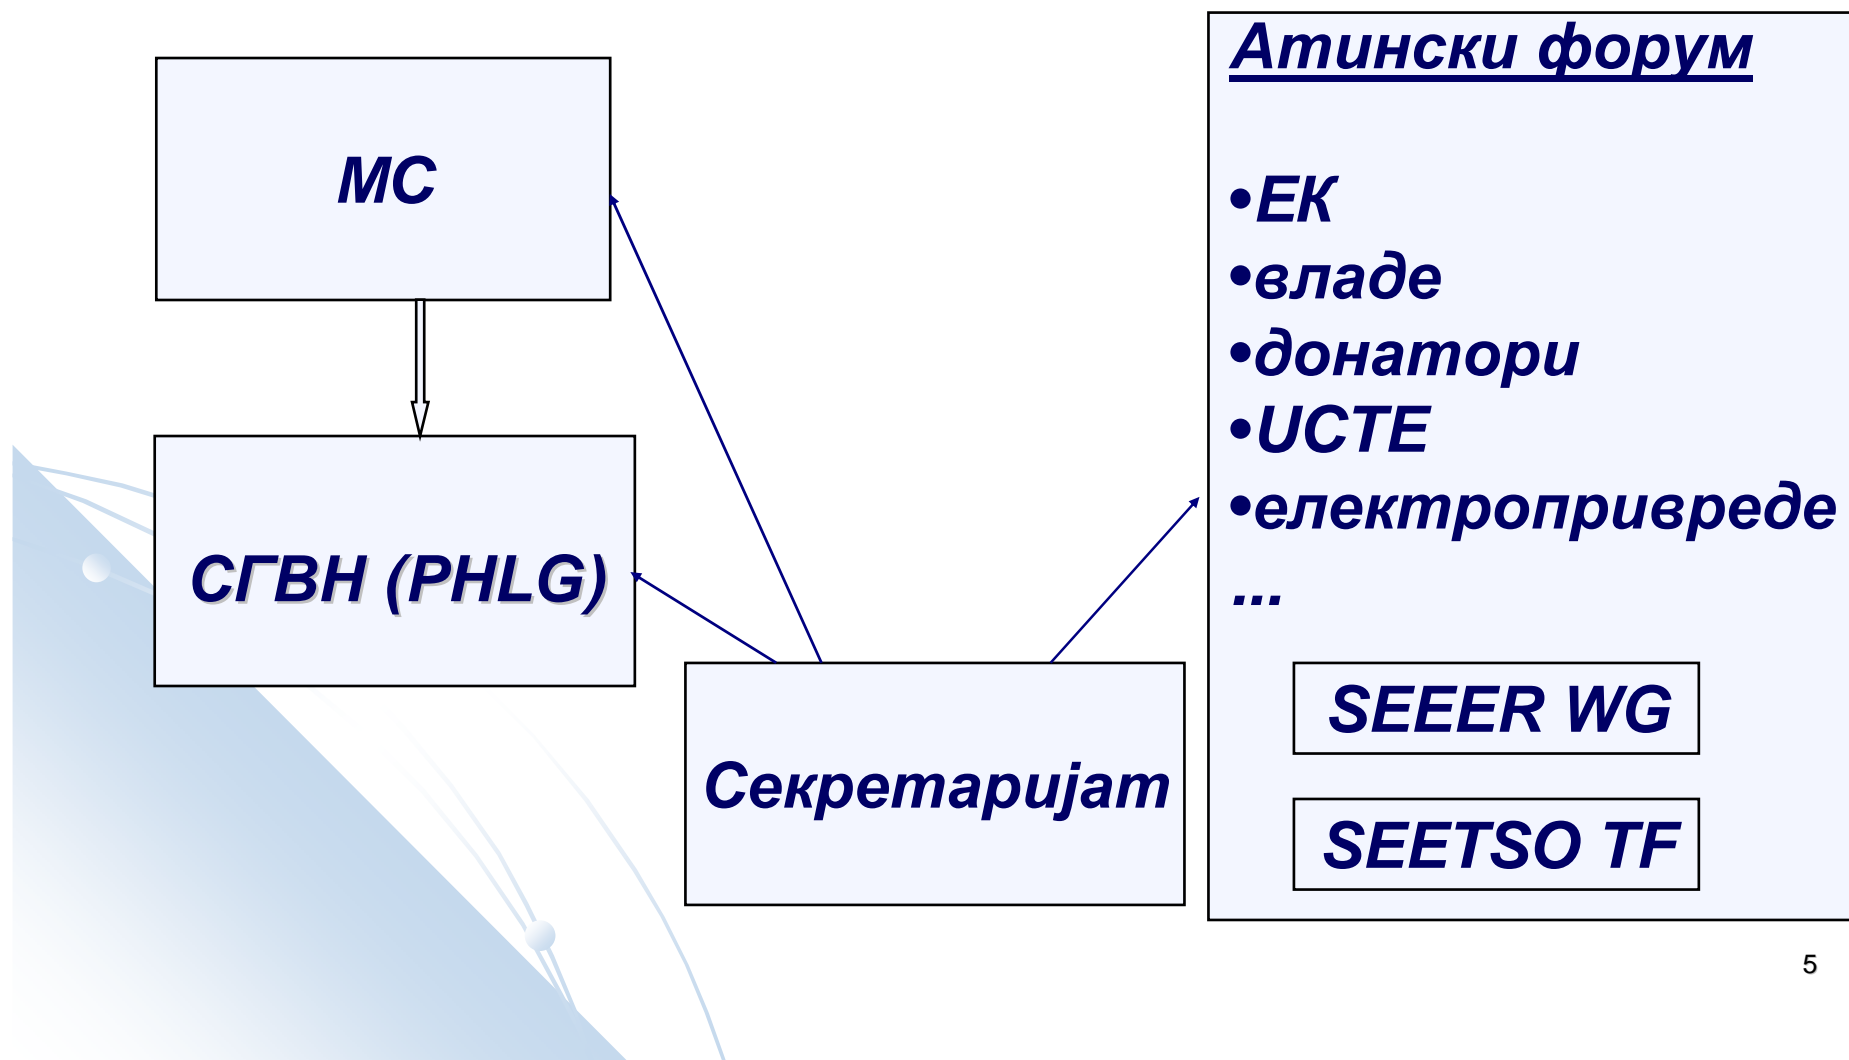 МС
СГВН (PHLG)
Секретаријат
Атински форум
•ЕК
•владе
•донатори
•UCTE
•електропривреде
...
SEEER WG
SEETSO TF
5